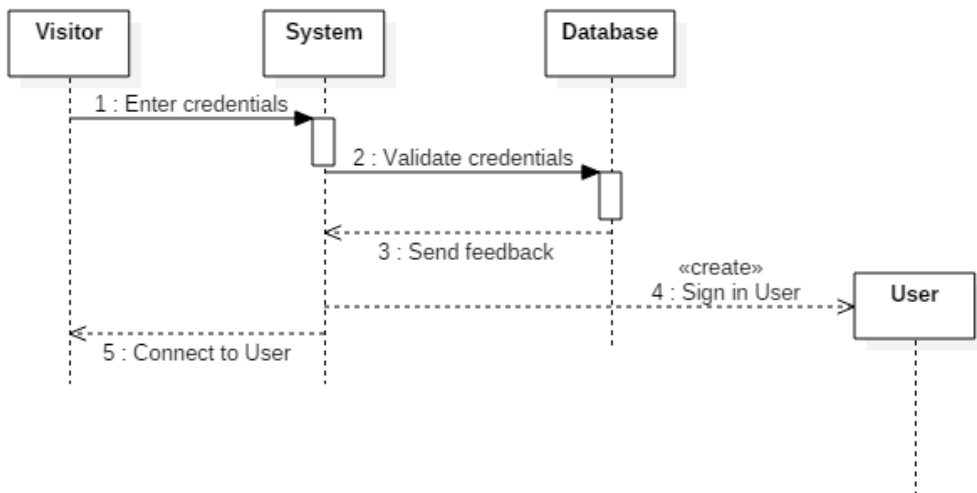 Visitor
System
Database
1 : Enter credentials
2 : Validate credentials
3 : Send feedback
«create»
4 : Sign in User
User
5 : Connect to User